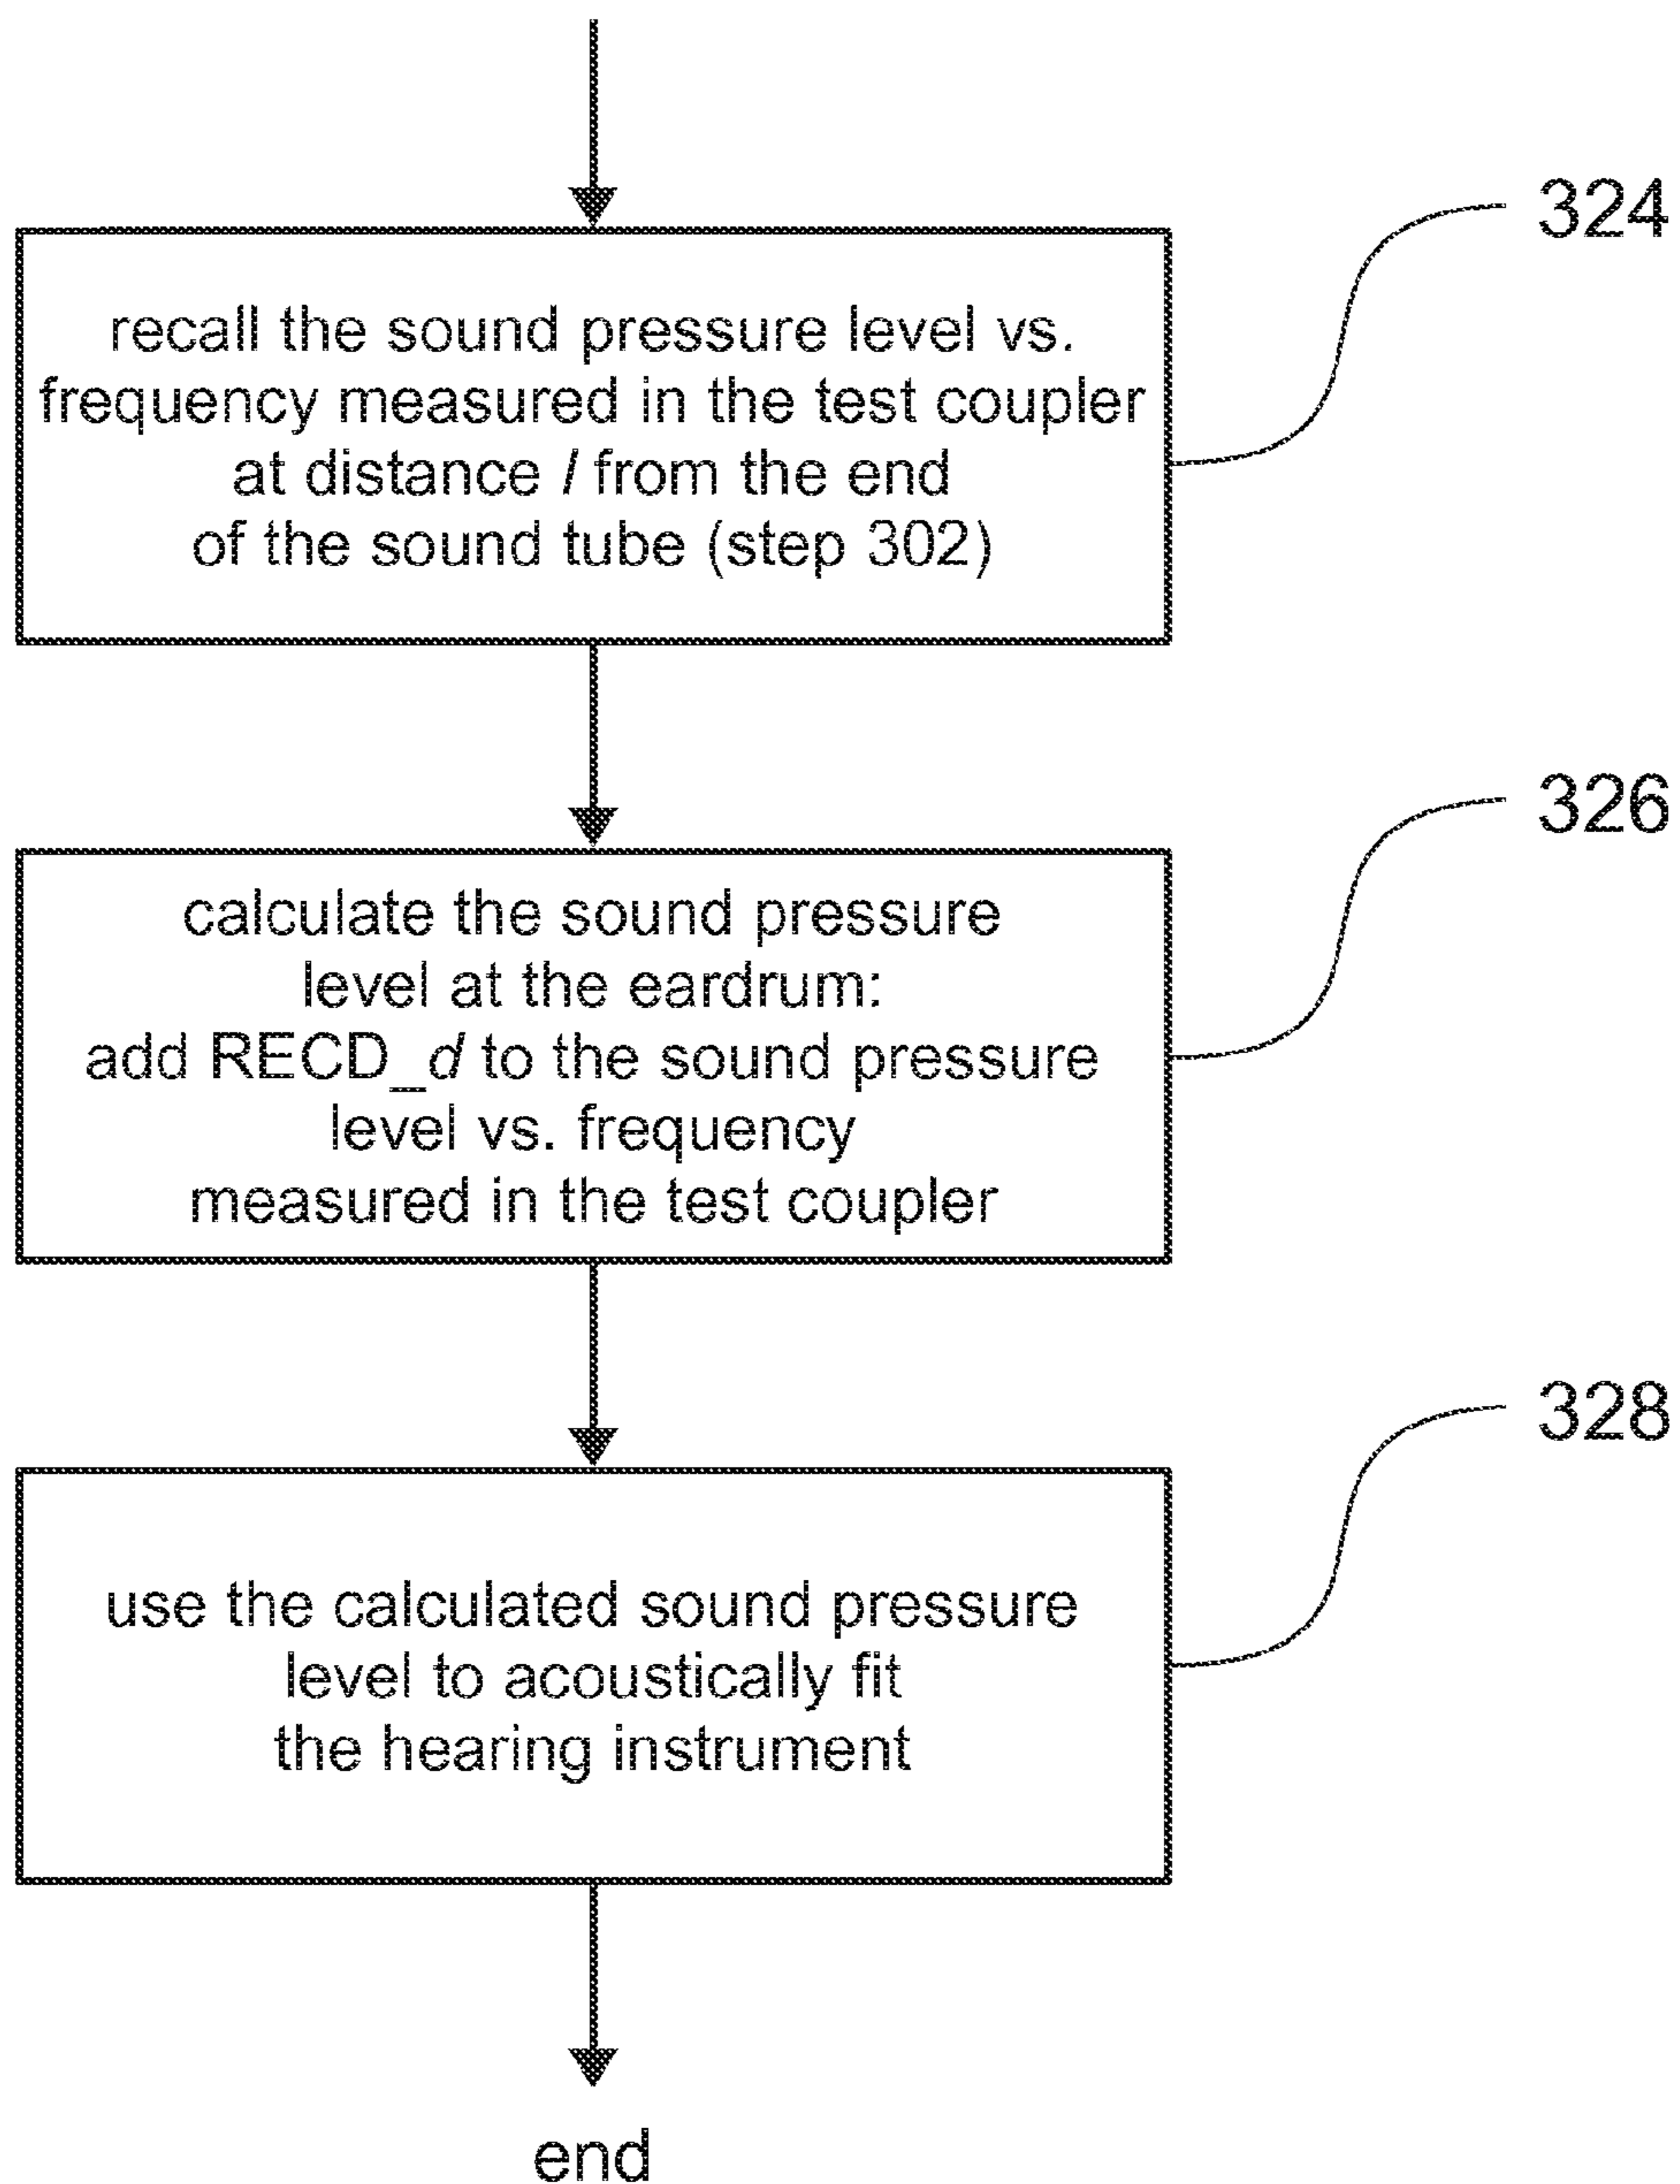 324
recall the sound pressure level vs.
frequency measured in the test coupler
at distance l from the end
of the sound tube (step 302)
326
calculate the sound pressure
level at the eardrum:
add RECD_d to the sound pressure
level vs. frequency
measured in the test coupler
328
use the calculated sound pressure
level to acoustically fit
the hearing instrument
end